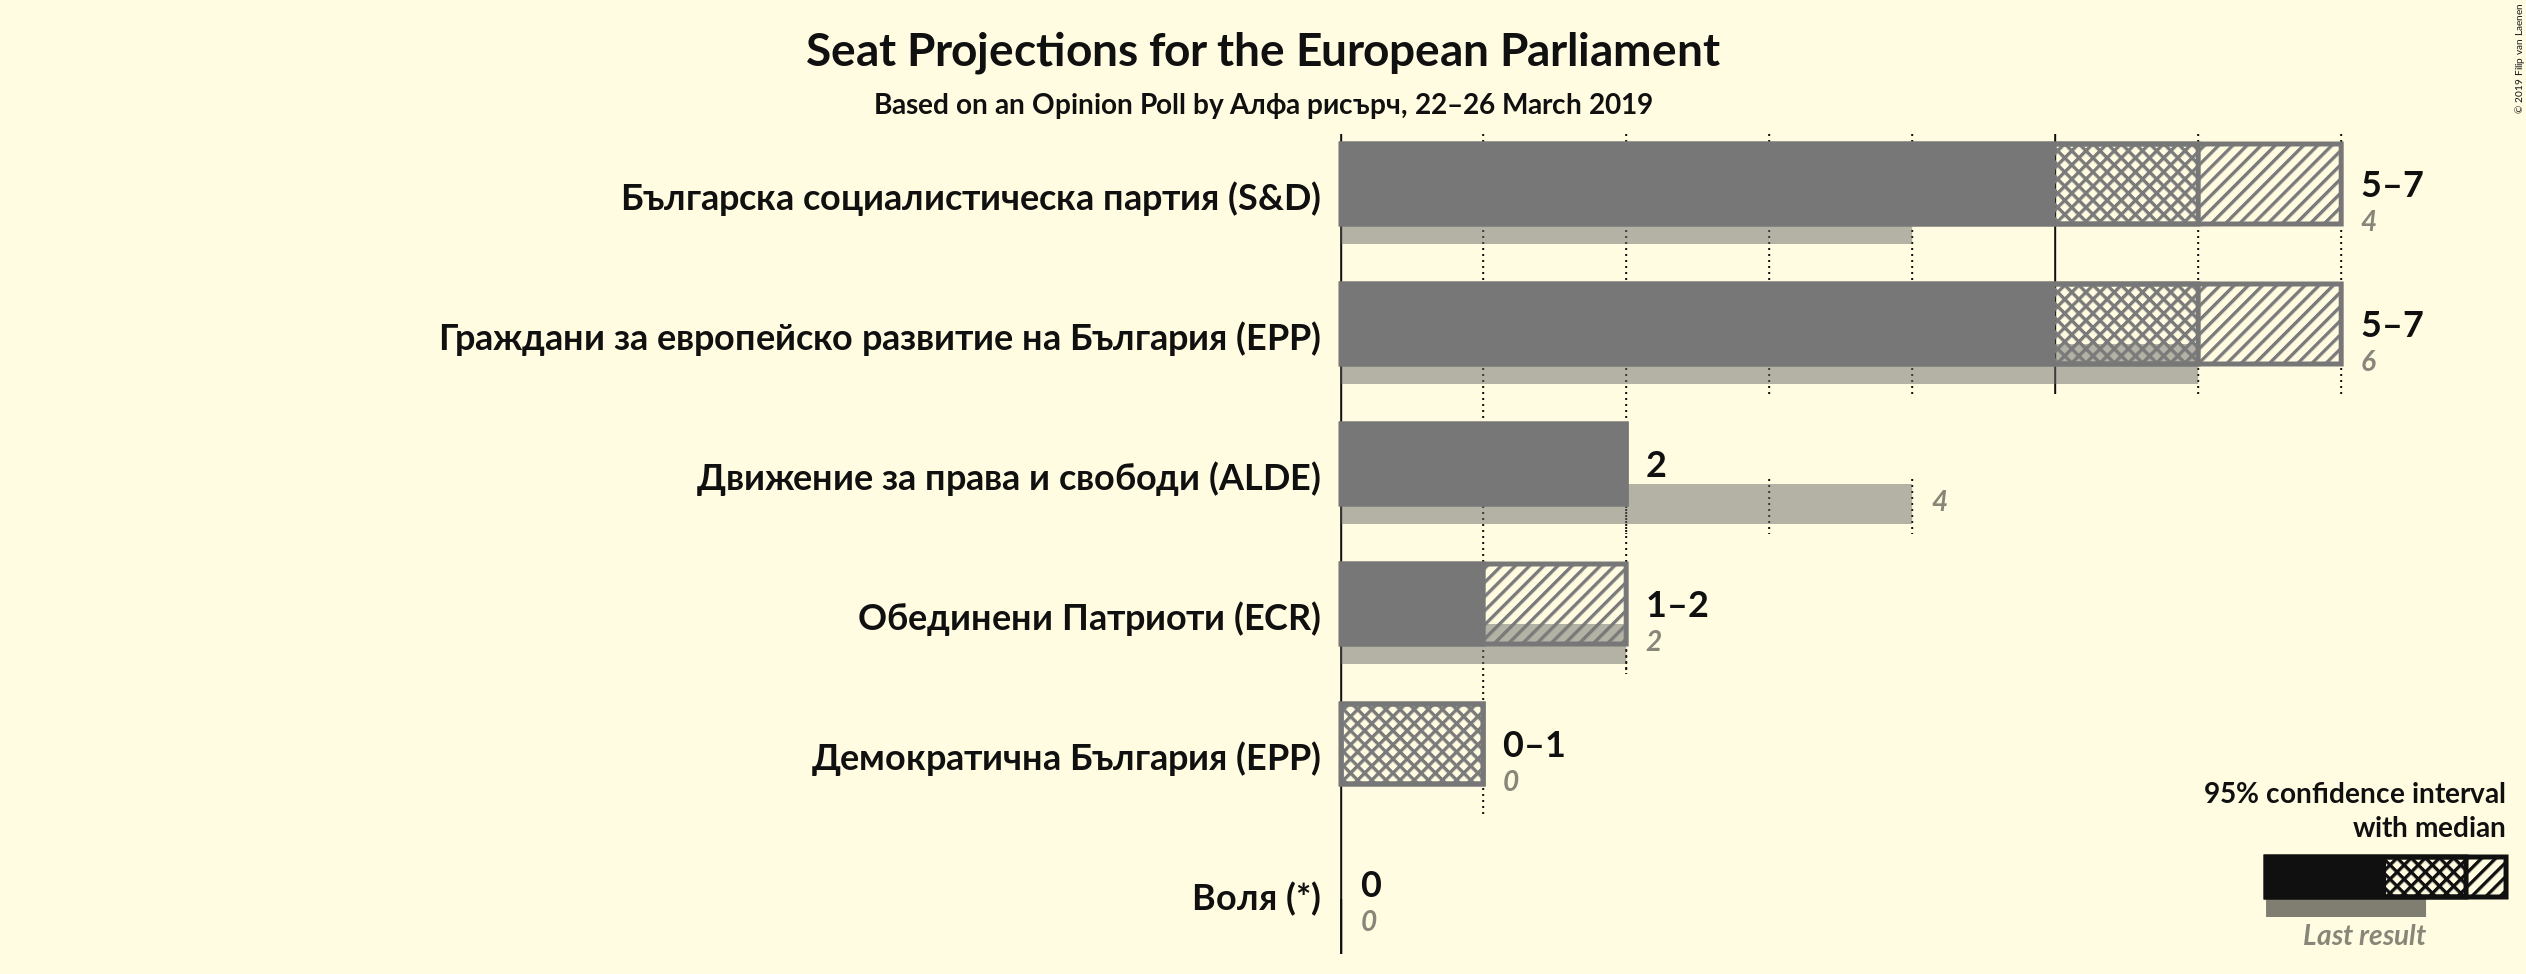 Seat Projections for the European Parliament
Based on an Opinion Poll by Алфа рисърч, 22–26 March 2019
© 2019 Filip van Laenen
Българска социалистическа партия (S&D)
5–7
4
Граждани за европейско развитие на България (EPP)
5–7
6
Движение за права и свободи (ALDE)
2
4
Обединени Патриоти (ECR)
1–2
2
Демократична България (EPP)
0–1
0
Воля (*)
0
0
95% confidence interval
with median
Last result